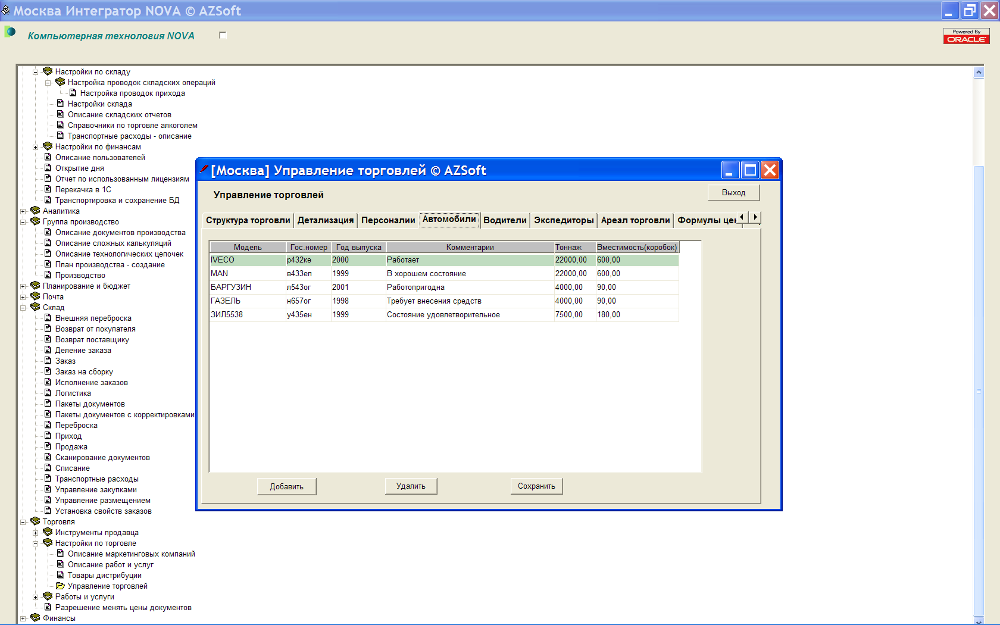 Москва Интегратор NOVA © AZSoft
Компьютерная технология NOVA
Powered By
ORACLE
Настройки по складу
Настройка проводок складских операций
Настройка проводок прихода
Настройки склада
Описание складских отчетов
Справочники по торговле алкоголем
Транспортные расходы - описание
Настройки по финансам
Описание пользователей
Открытие дня
Отчет по использованным лицензиям
Перекачка в 1С
Транспортировка и сохранение БД
Аналитика
Группа производство
Описание документов производства
Описание сложных калькуляций
Описание технологических цепочек
План производства - создание
Производство
Планирование и бюджет
Почта
Склад
Внешняя переброска
Возврат от покупателя
Возврат поставщику
Деление заказа
Заказ
Заказ на сборку
Исполнение заказов
Логистика
Пакеты документов
Пакеты документов с корректировками
Переброска
Приход
Продажа
Сканирование документов
Списание
Транспортные расходы
Управление закупками
Управление размещением
Установка свойств заказов
Торговля
Инструменты продавца
Настройки по торговле
Описание маркетинговых компаний
Описание работ и услуг
Товары дистрибуции
Управление торговлей
Работы и услуги
Разрешение менять цены документов
Финансы
[Москва] Управление торговлей © AZSoft
Управление торговлей
Выход
Структура торговли Детализация Персоналии Автомобили Водители Экспедиторы Ареал торговли Формулы
Модель Гос.номер Год выпуска Комментарии Тоннаж Вместимость(коробок)
IVECO р432ке 2000 Работает 22000,00 600,00
MAN в433еп 1999 В хорошем состояние 22000,00 600,00
БАРГУЗИН л543ог 2001 Работопригодна 4000,00 90,00
ГАЗЕЛЬ н657ог 1998 Требует внесения средств 4000,00 90,00
ЗИЛ5538 у435ен 1999 Состояние удовлетворительное 7500,00 180,00
Добавить Удалить Сохранить